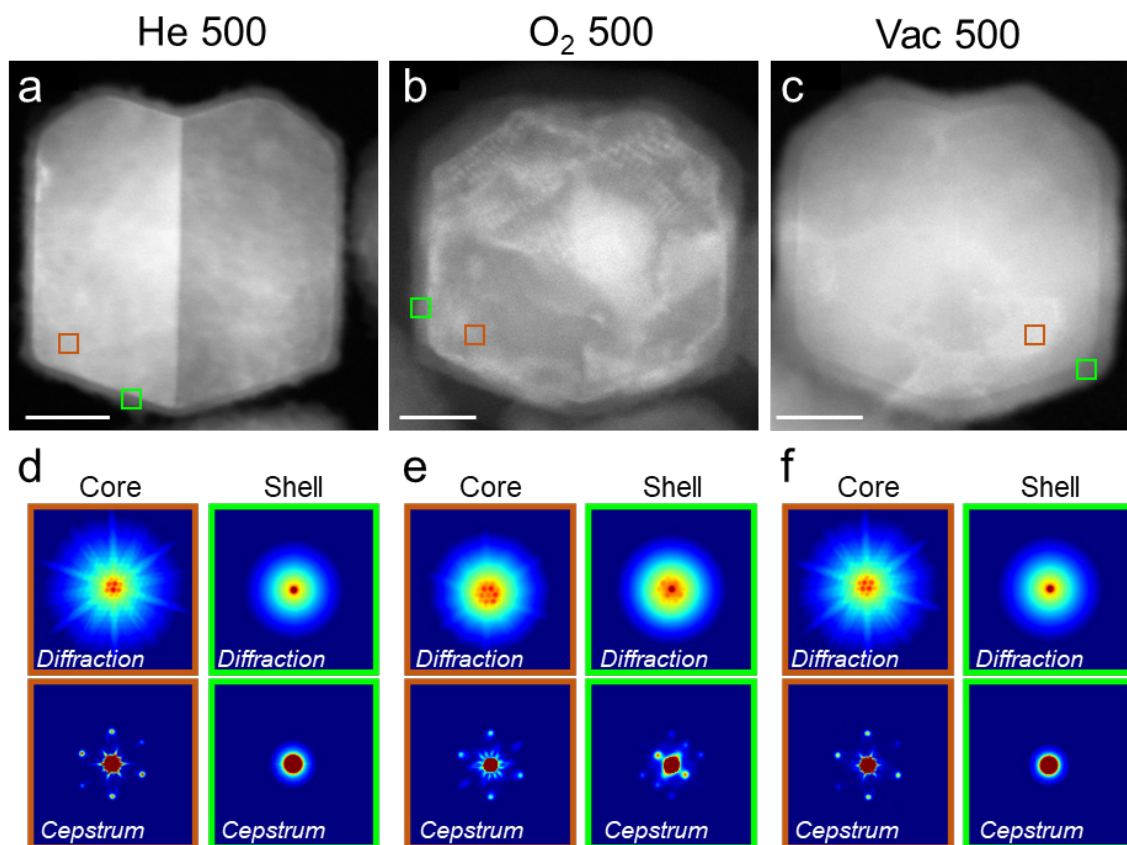 He 500
O₂ 500
Vac 500
a
b
c
d
e
f
Core
Shell
Core
Shell
Core
Shell
Diffraction
Diffraction
Diffraction
Diffraction
Diffraction
Diffraction
Cepstrum
Cepstrum
Cepstrum
Cepstrum
Cepstrum
Cepstrum